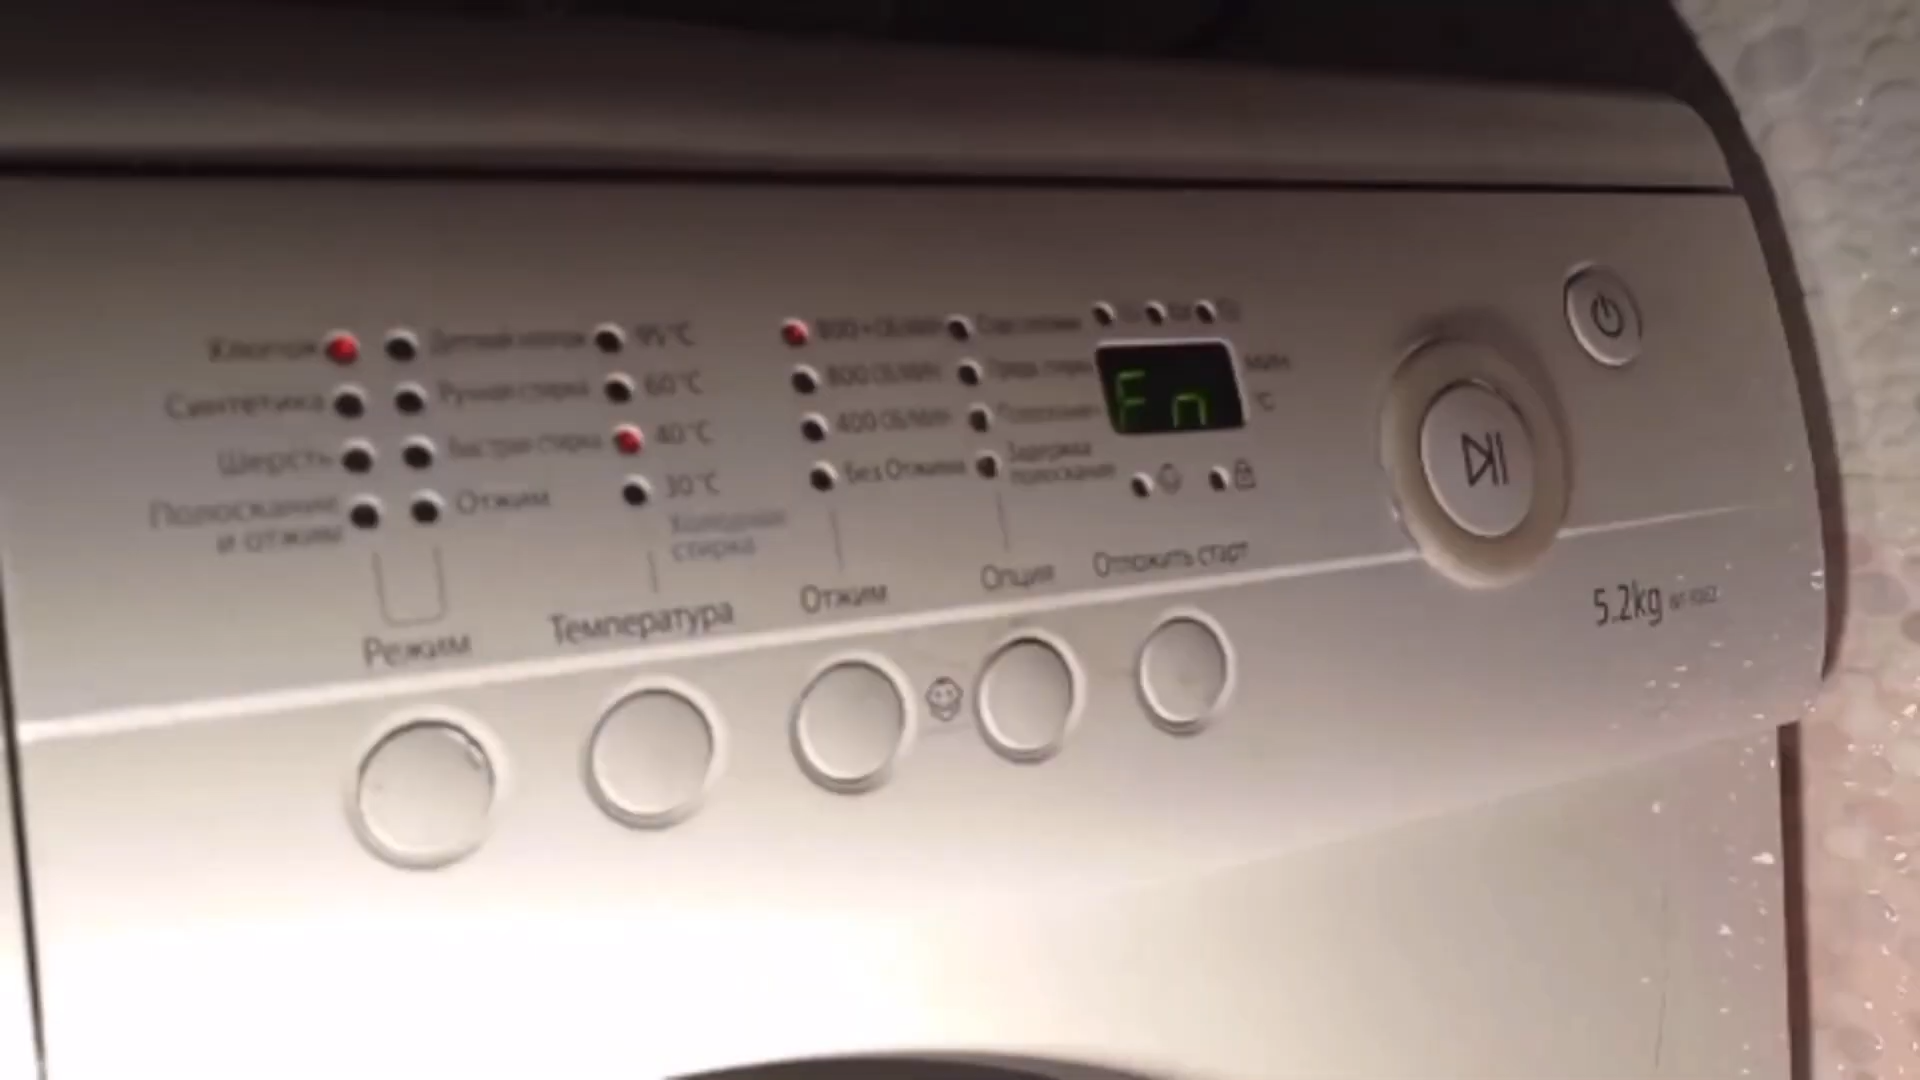 Хлопок
Синтетика
Шерсть
Полоскание
и отжим
Детский хлопок
Ручная стирка
Быстрая стирка
Отжим
95°C
60°C
40°C
30°C
Холодная
стирка
800 Об/Мин
400 Об/Мин
Без Отжима
Задержка
полоскания
Fn
мин
°C
Режим
Температура
Отжим
Опция
Отложить старт
5.2kg